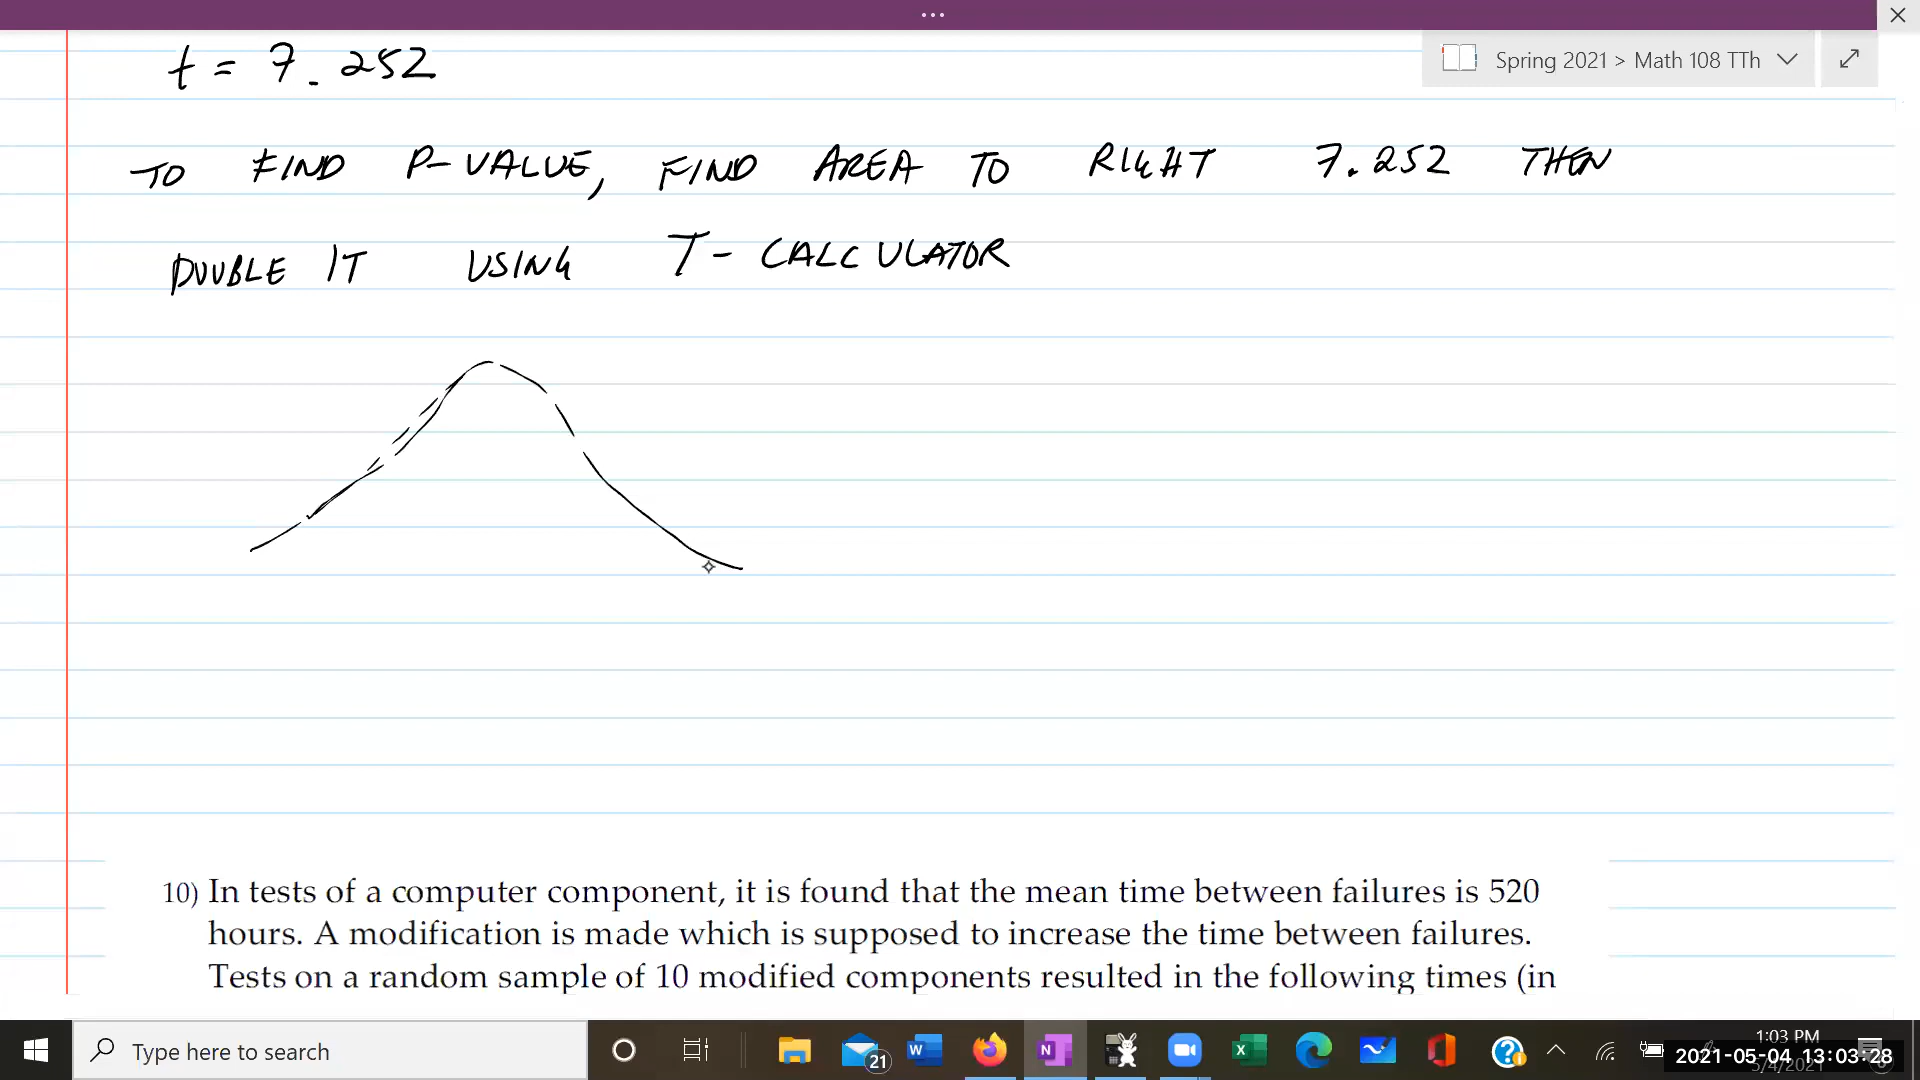 t = 7.252
Spring 2021 > Math 108 TTh
TO FIND P-VALUE, FIND AREA TO RIGHT 7.252 THEN
DOUBLE IT USING T-CALCULATOR
10) In tests of a computer component, it is found that the mean time between failures is 520
hours. A modification is made which is supposed to increase the time between failures.
Tests on a random sample of 10 modified components resulted in the following times (in
Type here to search
21
1:03 PM
2021-05-04 13:03:28